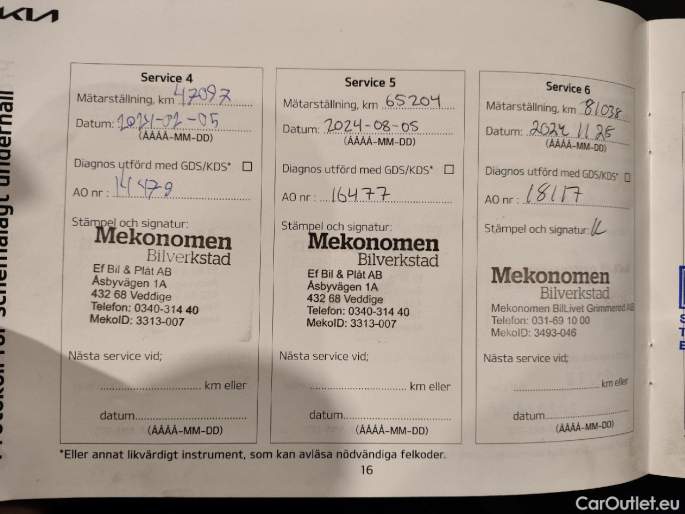 KIA
Protokoll för schemalagt underhåll
Service 4
Mätarställning, km 47097
Datum: 2024-02-05
(ÅÅÅÅ-MM-DD)
Diagnos utförd med GDS/KDS*
AO nr : 14479
Stämpel och signatur:
Mekonomen
Bilverkstad
Ef Bil & Plåt AB
Åsbyvägen 1A
432 68 Veddige
Telefon: 0340-314 40
MekoID: 3313-007
Nästa service vid;
km eller
datum
(ÅÅÅÅ-MM-DD)
Service 5
Mätarställning, km 65204
Datum: 2024-08-05
(ÅÅÅÅ-MM-DD)
Diagnos utförd med GDS/KDS*
AO nr : 16477
Stämpel och signatur:
Mekonomen
Bilverkstad
Ef Bil & Plåt AB
Åsbyvägen 1A
432 68 Veddige
Telefon: 0340-314 40
MekoID: 3313-007
Nästa service vid;
km eller
datum
(ÅÅÅÅ-MM-DD)
Service 6
Mätarställning, km 81038
Datum: 2024 11 25
(ÅÅÅÅ-MM-DD)
Diagnos utförd med GDS/KDS*
AO nr : 18117
Stämpel och signatur:
Mekonomen
Bilverkstad
Mekonomen BilLivet Grimmered AB
Telefon: 031-69 10 00
MekoID: 3493-046
Nästa service vid;
km eller
datum
(ÅÅÅÅ-MM-DD)
*Eller annat likvärdigt instrument, som kan avläsa nödvändiga felkoder.
16
CarOutlet.eu